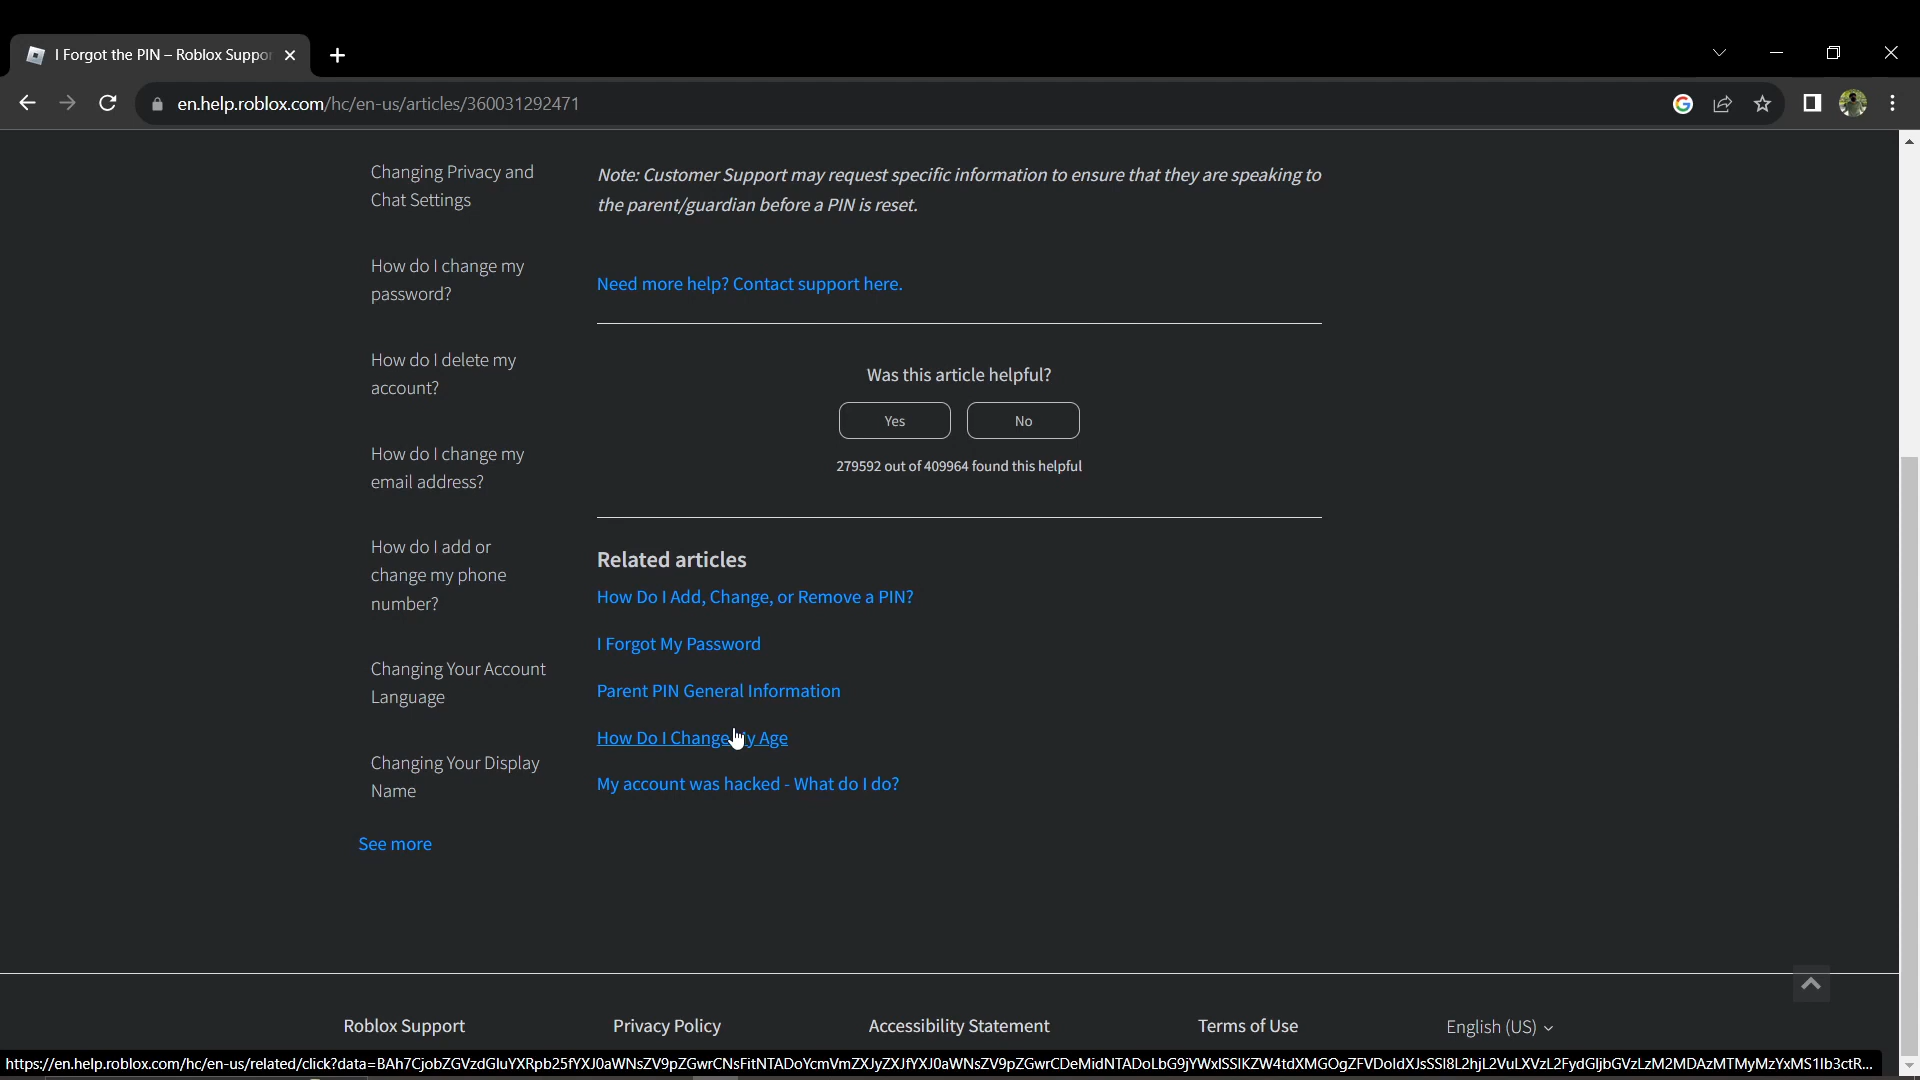 I Forgot the PIN – Roblox Suppo
en.help.roblox.com/hc/en-us/articles/360031292471
Changing Privacy and
Chat Settings
How do I change my
password?
How do I delete my
account?
How do I change my
email address?
How do I add or
change my phone
number?
Changing Your Account
Language
Changing Your Display
Name
See more
Note: Customer Support may request specific information to ensure that they are speaking to
the parent/guardian before a PIN is reset.
Need more help? Contact support here.
Was this article helpful?
Yes
No
279592 out of 409964 found this helpful
Related articles
How Do I Add, Change, or Remove a PIN?
I Forgot My Password
Parent PIN General Information
How Do I Change y Age
My account was hacked - What do I do?
Roblox Support
Privacy Policy
Accessibility Statement
Terms of Use
English (US)